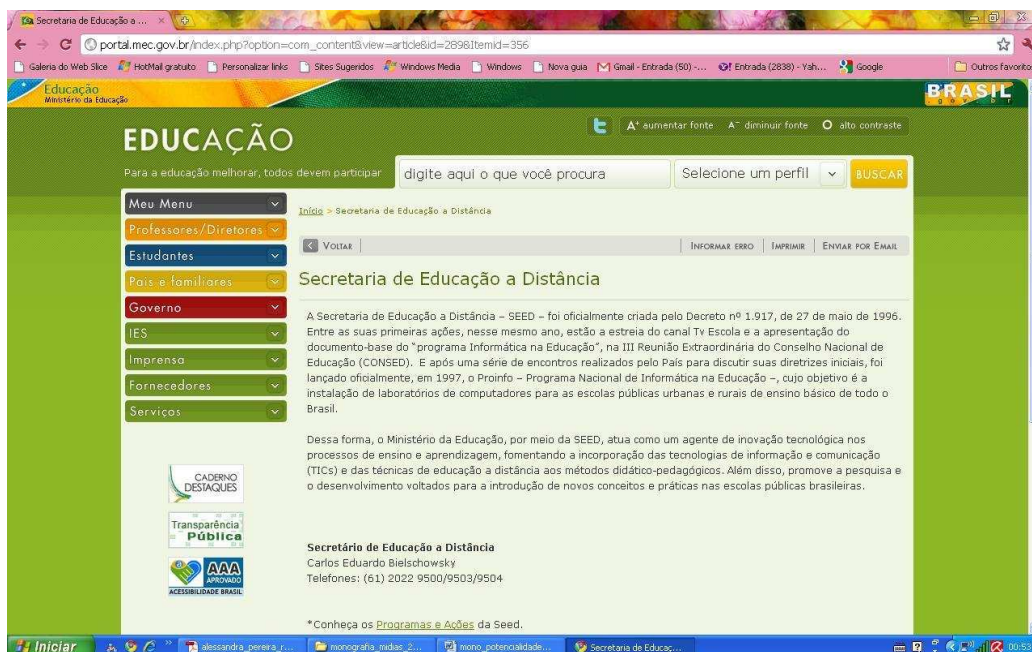 Secretaria de Educação a ...
portal.mec.gov.br/index.php?option=com_content&view=article&id=289&Itemid=356
Galeria do Web Slice HotMail gratuito Personalizar links Sites Sugeridos Windows Media Windows Nova guia Gmail - Entrada (50) -... Entrada (2838) - Yah... Google Outros favorito
Educação
Ministério da Educação
BRASIL
g o v . b r
A+ aumentar fonte A- diminuir fonte alto contraste
EDUCAÇÃO
Para a educação melhorar, todos devem participar
digite aqui o que você procura Selecione um perfil BUSCAR
Meu Menu
Professores/Diretores
Estudantes
Pais e familiares
Governo
IES
Imprensa
Fornecedores
Serviços
CADERNO
DESTAQUES
Transparência
Pública
AAA
APROVADO
ACESSIBILIDADE BRASIL
Início > Secretaria de Educação a Distância
VOLTAR INFORMAR ERRO IMPRIMIR ENVIAR POR EMAIL
Secretaria de Educação a Distância
A Secretaria de Educação a Distância – SEED – foi oficialmente criada pelo Decreto nº 1.917, de 27 de maio de 1996.
Entre as suas primeiras ações, nesse mesmo ano, estão a estreia do canal Tv Escola e a apresentação do
documento-base do "programa Informática na Educação", na III Reunião Extraordinária do Conselho Nacional de
Educação (CONSED). E após uma série de encontros realizados pelo País para discutir suas diretrizes iniciais, foi
lançado oficialmente, em 1997, o Proinfo – Programa Nacional de Informática na Educação –, cujo objetivo é a
instalação de laboratórios de computadores para as escolas públicas urbanas e rurais de ensino básico de todo o
Brasil.
Dessa forma, o Ministério da Educação, por meio da SEED, atua como um agente de inovação tecnológica nos
processos de ensino e aprendizagem, fomentando a incorporação das tecnologias de informação e comunicação
(TICs) e das técnicas de educação a distância aos métodos didático-pedagógicos. Além disso, promove a pesquisa e
o desenvolvimento voltados para a introdução de novos conceitos e práticas nas escolas públicas brasileiras.
Secretário de Educação a Distância
Carlos Eduardo Bielschowsky
Telefones: (61) 2022 9500/9503/9504
*Conheça os Programas e Ações da Seed.
Iniciar alessandra_pereira_r... monografia_midias_2... mono_potencialidade... Secretaria de Educaç... 00:53